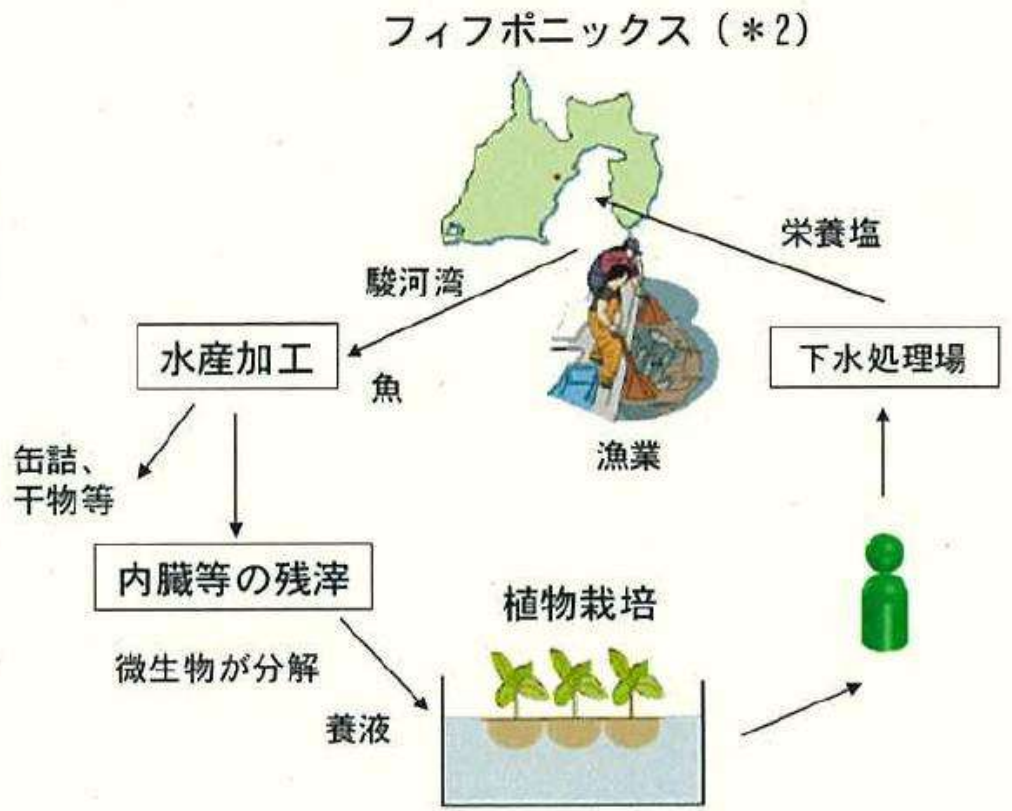 フィフポニックス（＊2）
栄養塩
駿河湾
水産加工
魚
下水処理場
漁業
缶詰、
干物等
内臓等の残滓
植物栽培
微生物が分解
養液